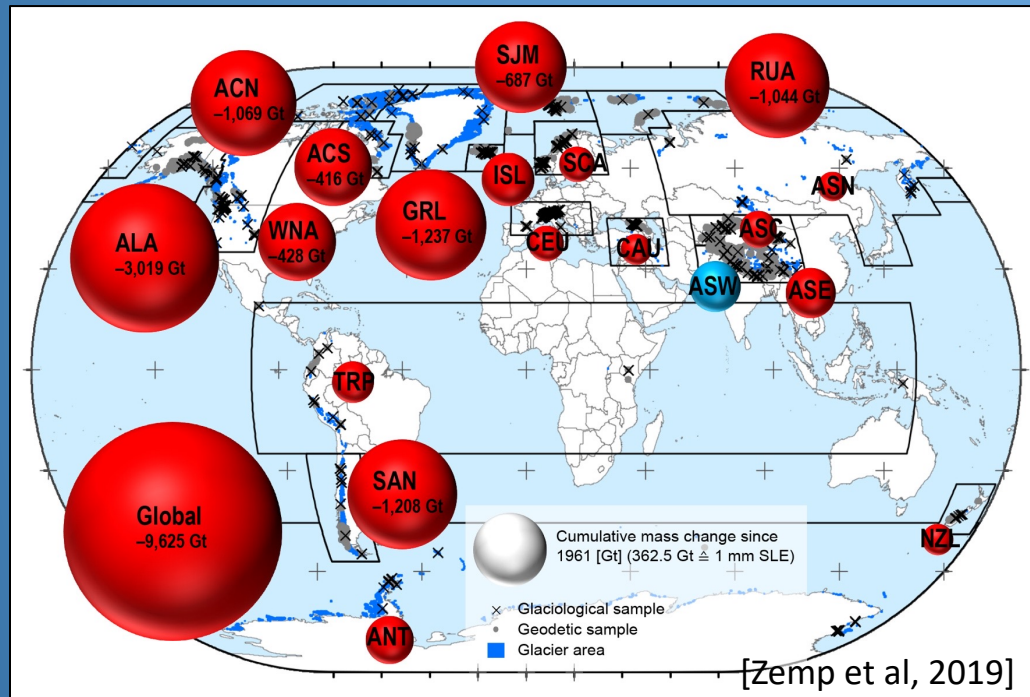 ACN
–1,069 Gt
SJM
–687 Gt
RUA
–1,044 Gt
ACS
–416 Gt
ISL
SCA
ASN
ALA
–3,019 Gt
WNA
–428 Gt
GRL
–1,237 Gt
CEU
CAU
ASC
ASW
ASE
TRP
Global
–9,625 Gt
SAN
–1,208 Gt
Cumulative mass change since
1961 [Gt] (362.5 Gt ≙ 1 mm SLE)
NZL
Glaciological sample
Geodetic sample
Glacier area
ANT
[Zemp et al, 2019]